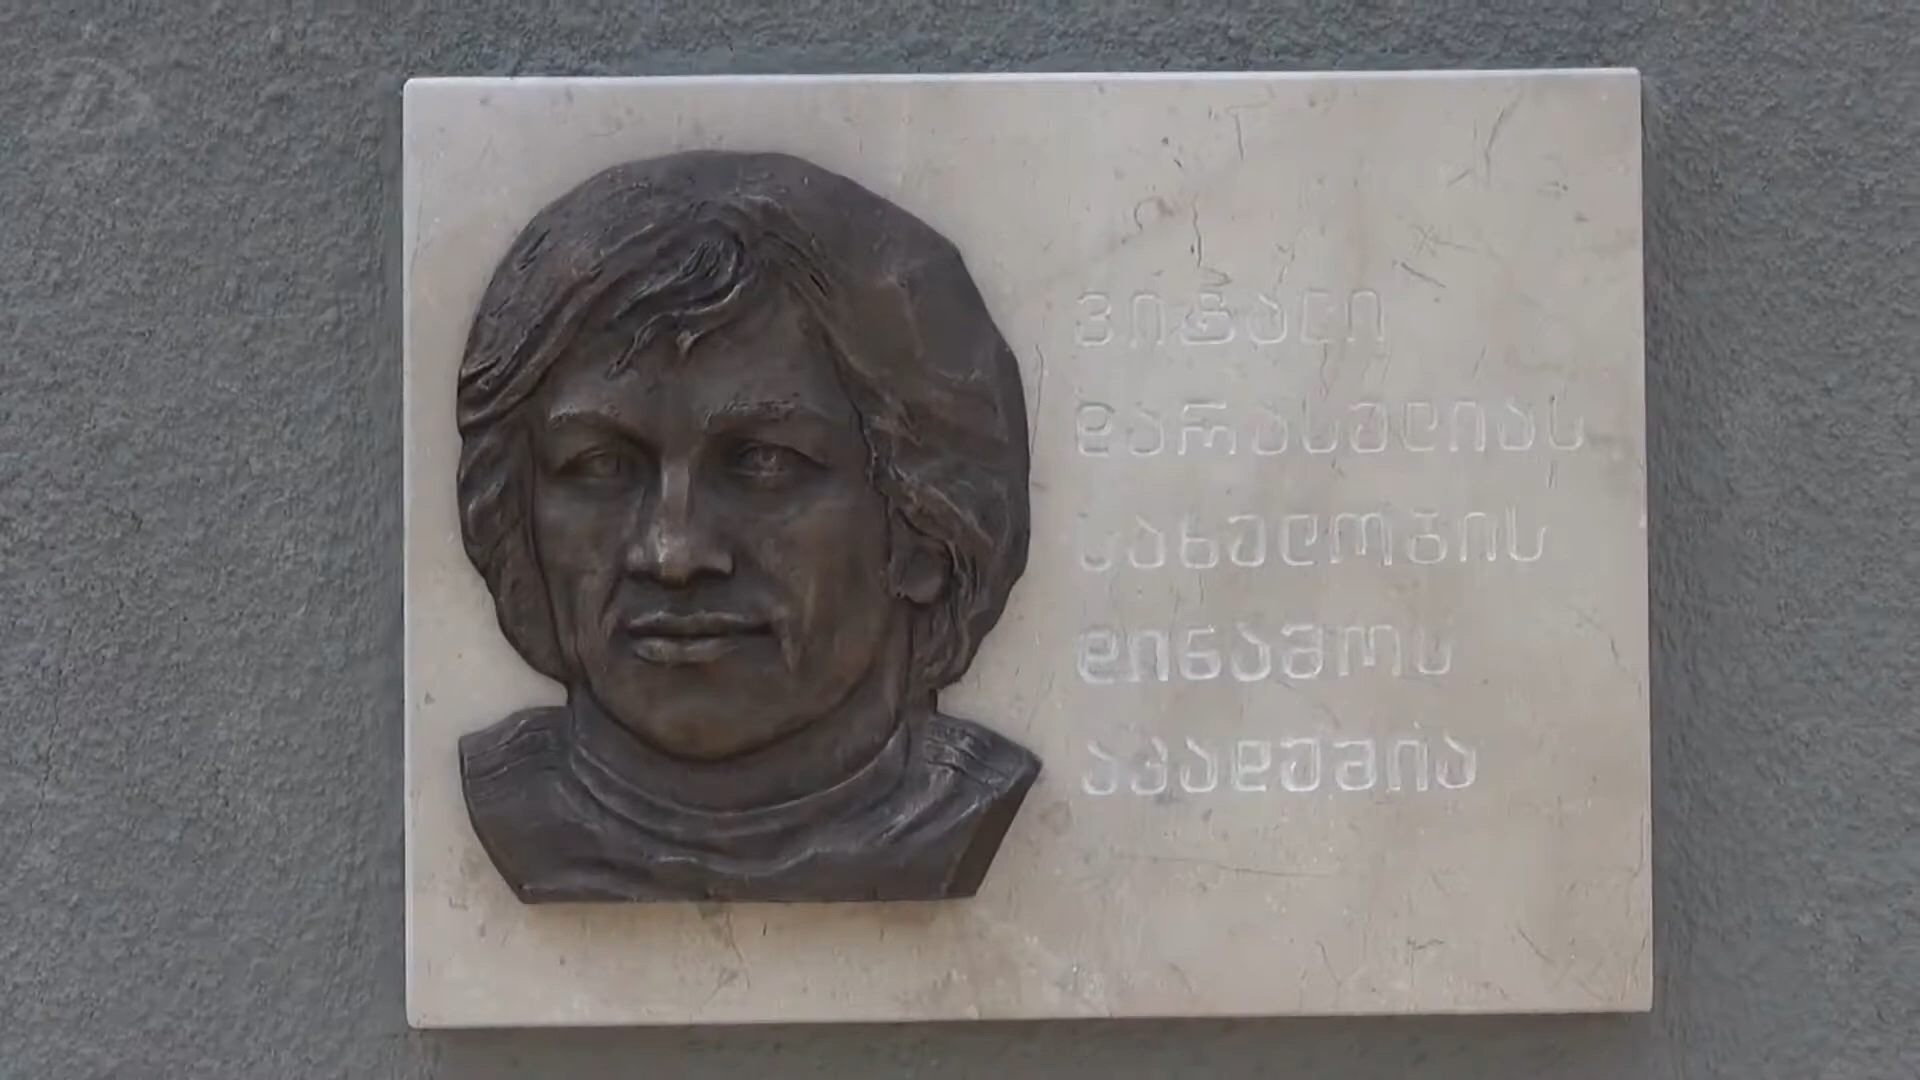 ვიტალი
დარასელიას
სახელობის
დინამოს
აკადემია